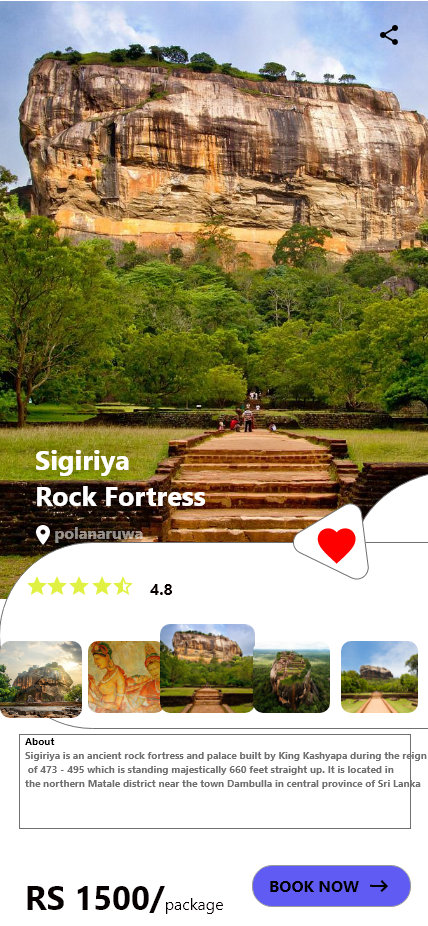 Sigiriya
Rock Fortress
polanaruwa
4.8
About
Sigiriya is an ancient rock fortress and palace built by King Kashyapa during the reign
of 473 - 495 which is standing majestically 660 feet straight up. It is located in
the northern Matale district near the town Dambulla in central province of Sri Lanka
RS 1500/package
BOOK NOW